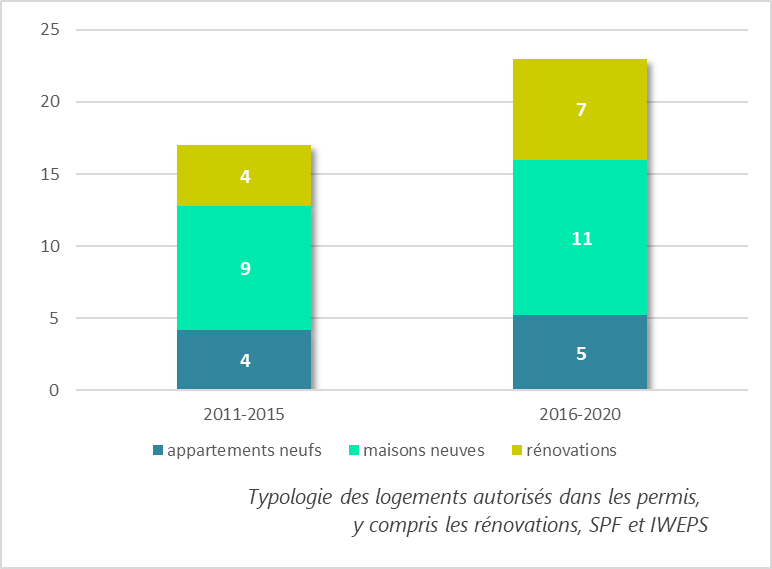 25
20
15
10
5
0
4
9
4
7
11
5
2011-2015
2016-2020
appartements neufs
maisons neuves
rénovations
Typologie des logements autorisés dans les permis,
y compris les rénovations, SPF et IWEPS